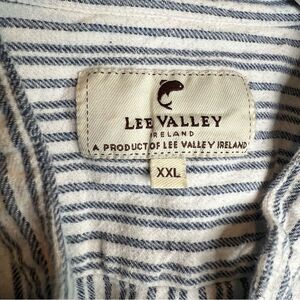 LEE VALLEY
IRELAND
A PRODUCT OF LEE VALLEY IRELAND
XXL